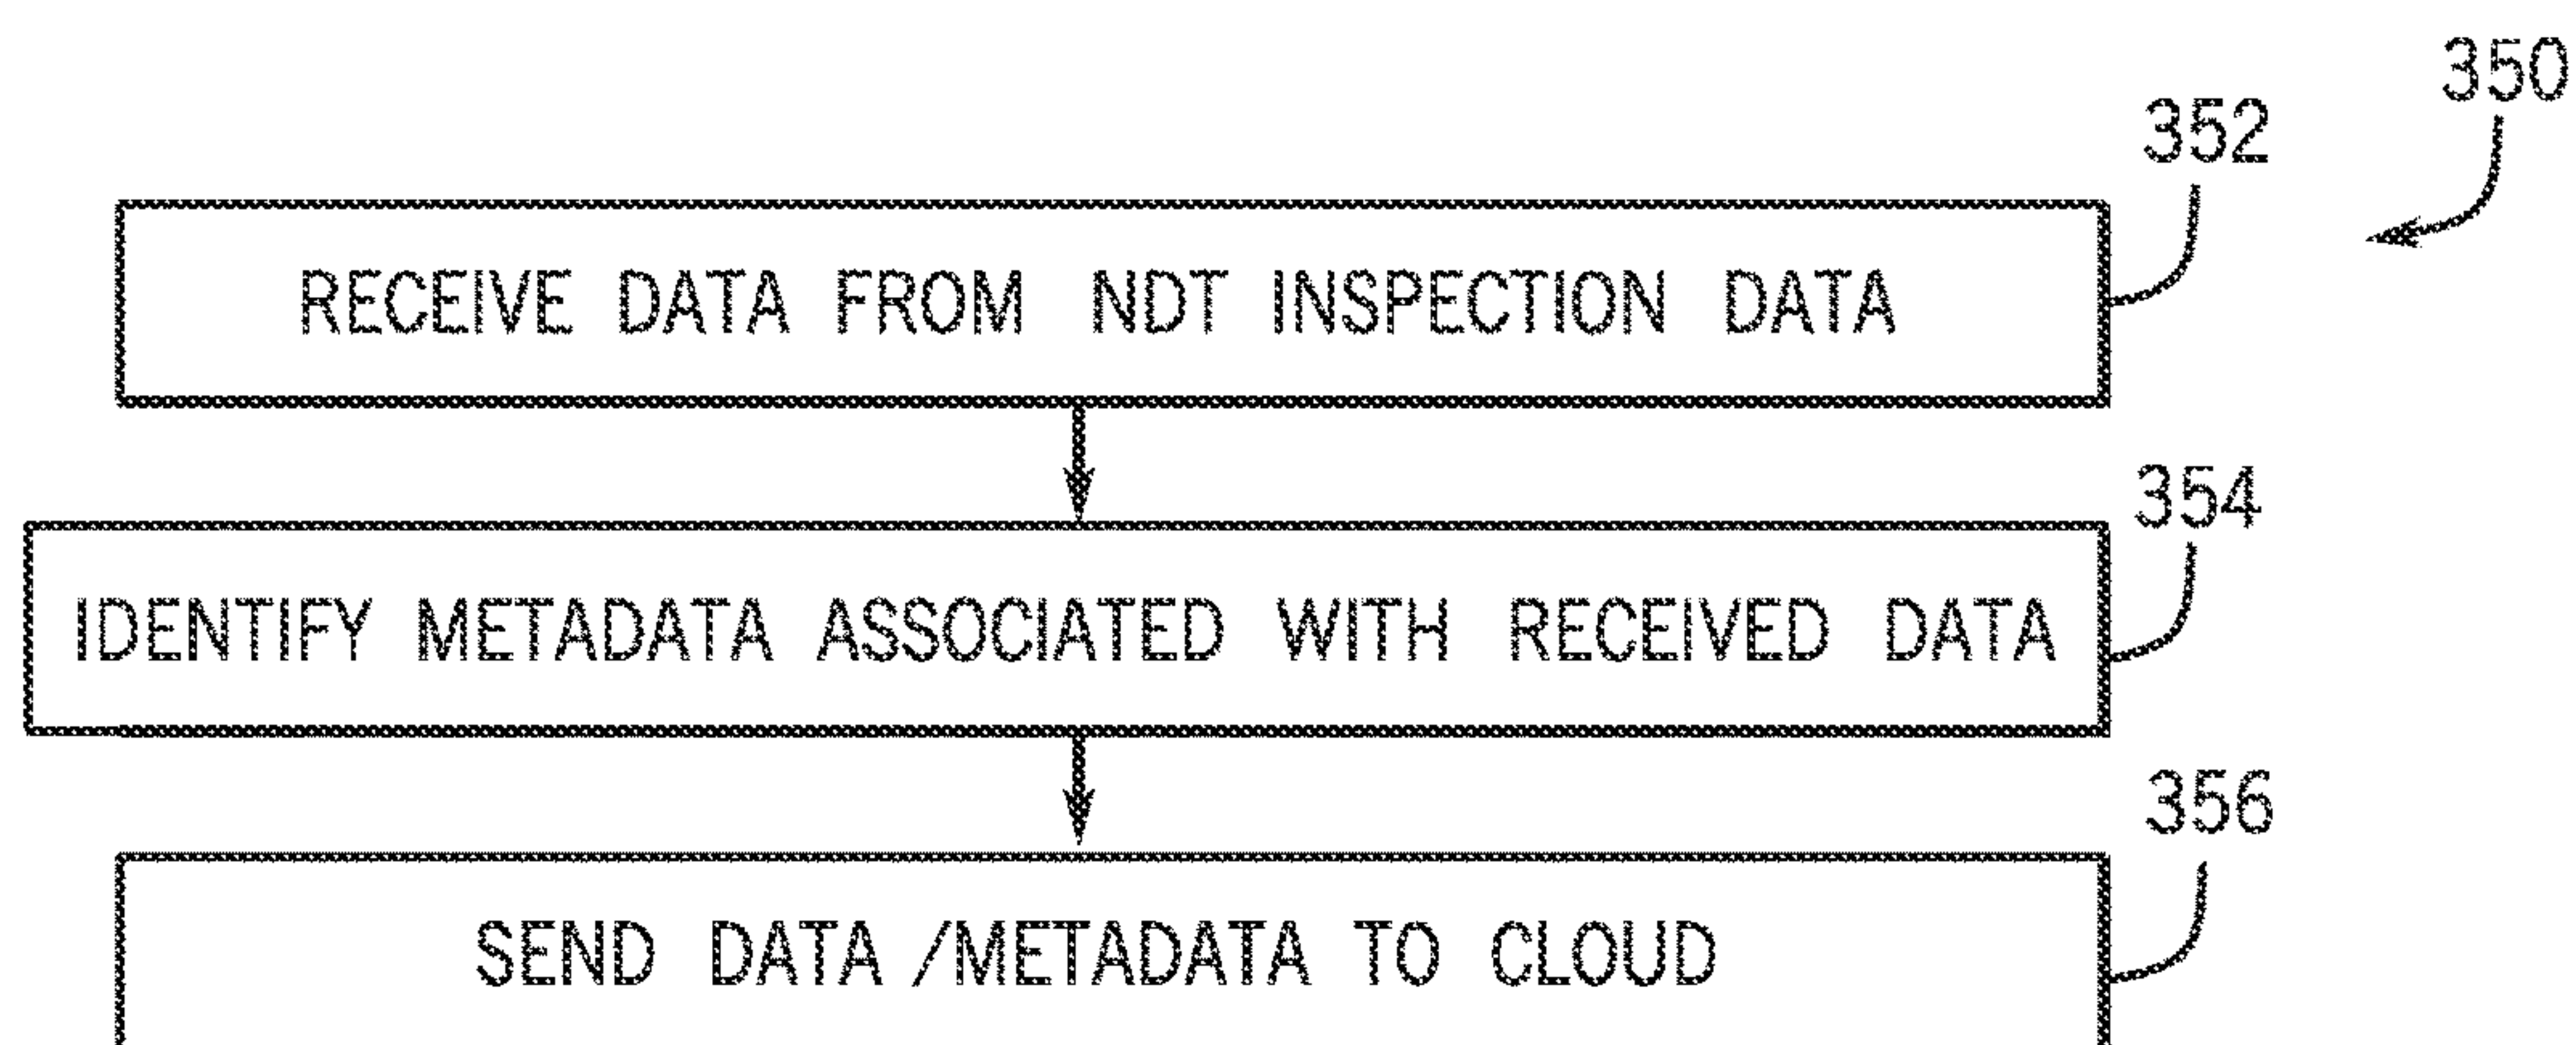 350
352
RECEIVE DATA FROM NDT INSPECTION DATA
354
IDENTIFY METADATA ASSOCIATED WITH RECEIVED DATA
356
SEND DATA /METADATA TO CLOUD